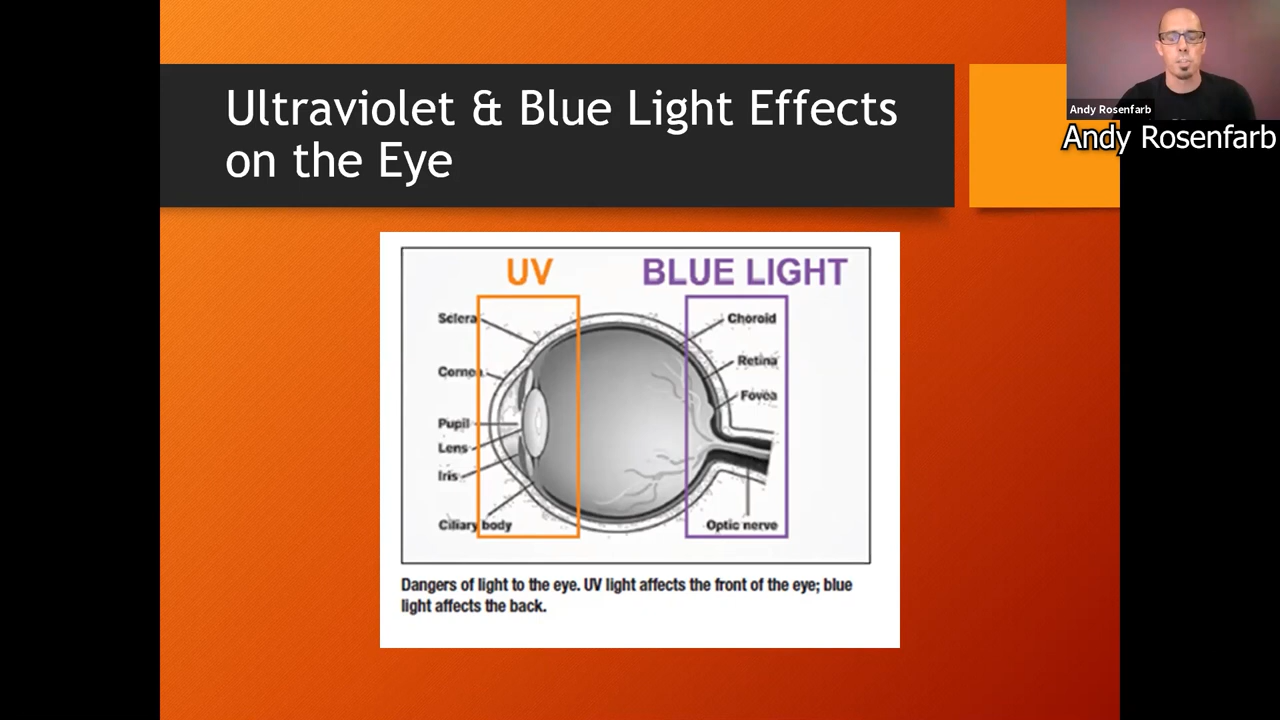 Ultraviolet & Blue Light Effects
on the Eye
Andy Rosenfarb
Andy Rosenfarb
UV
BLUE LIGHT
Sclera
Cornea
Pupil
Lens
Iris
Ciliary body
Choroid
Retina
Fovea
Optic nerve
Dangers of light to the eye. UV light affects the front of the eye; blue
light affects the back.